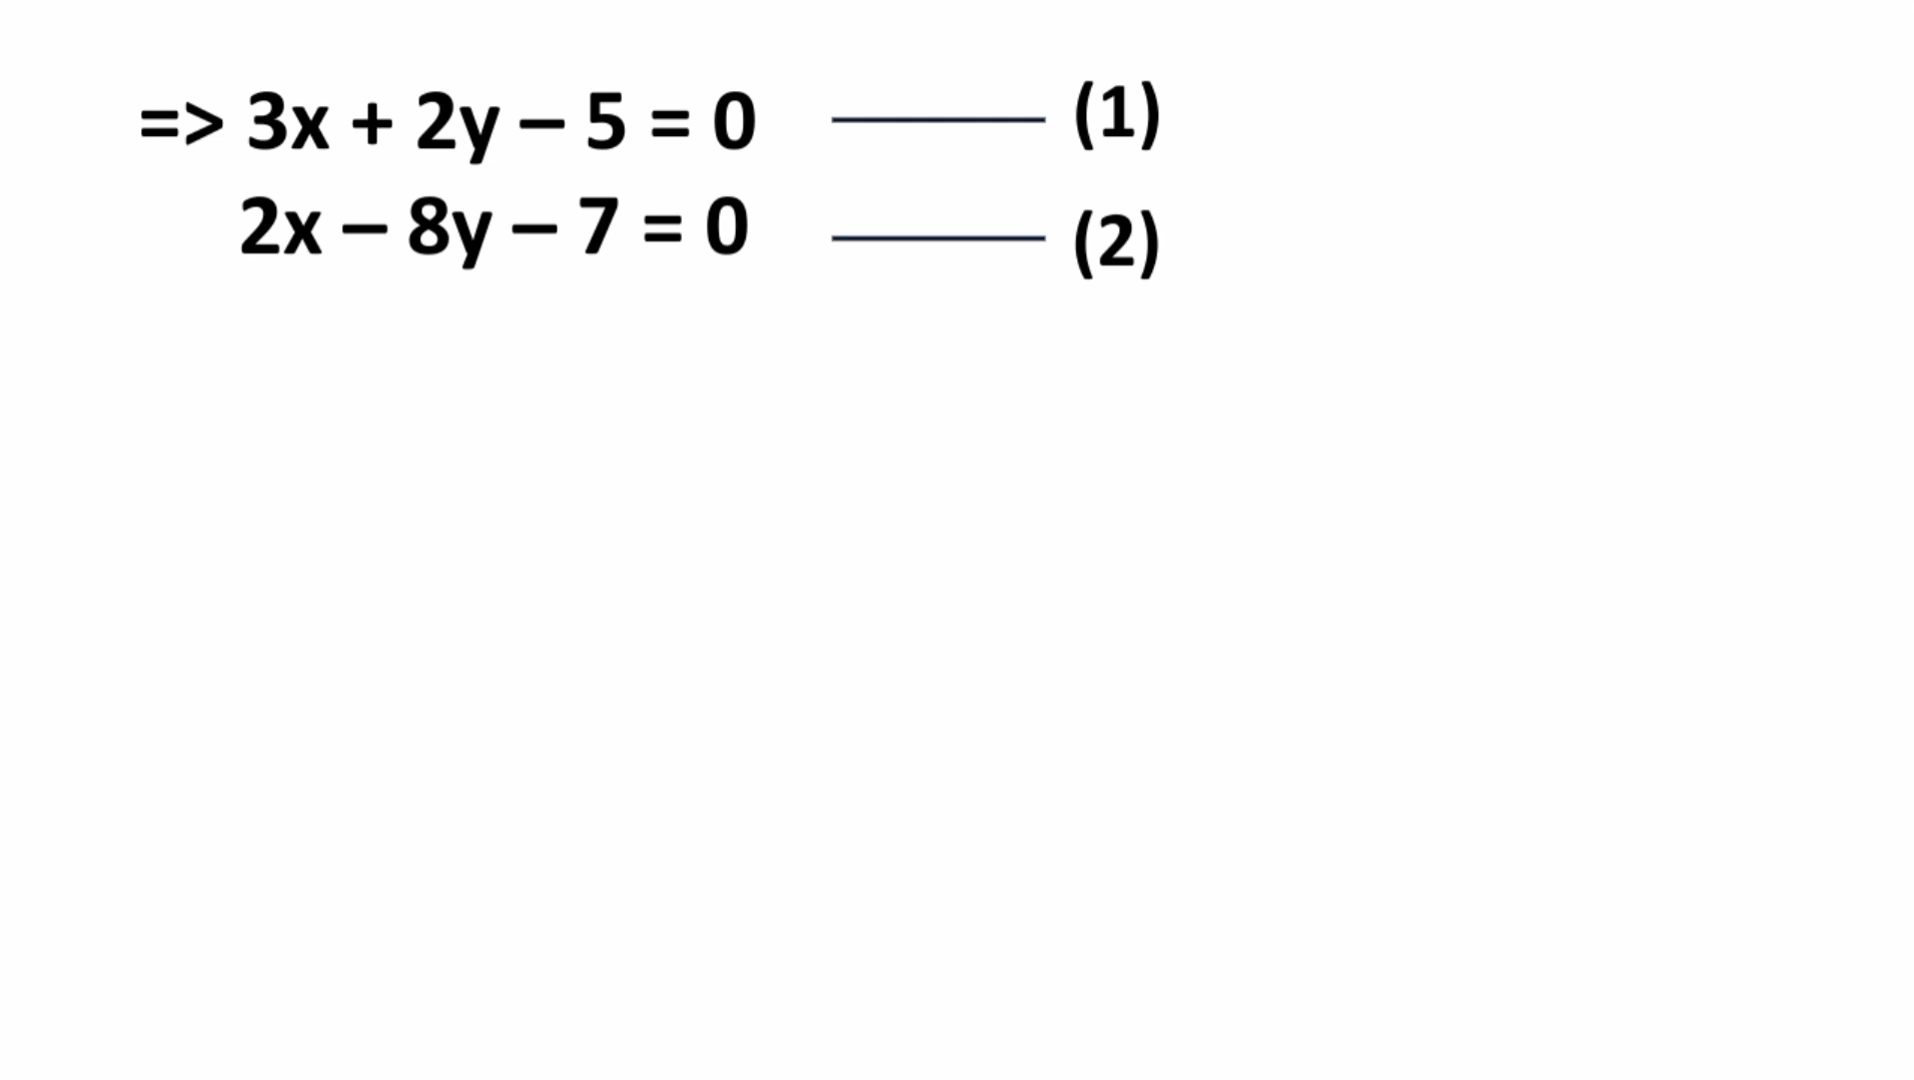 => 3x + 2y – 5 = 0 (1)
2x – 8y – 7 = 0 (2)